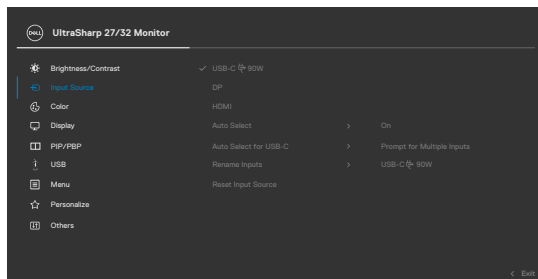 DELL UltraSharp 27/32 Monitor
Brightness/Contrast ✓ USB-C 90W
Input Source DP
Color HDMI
Display Auto Select > On
PIP/PBP Auto Select for USB-C > Prompt for Multiple Inputs
USB Rename Inputs > USB-C 90W
Menu Reset Input Source
Personalize
Others
< Exit